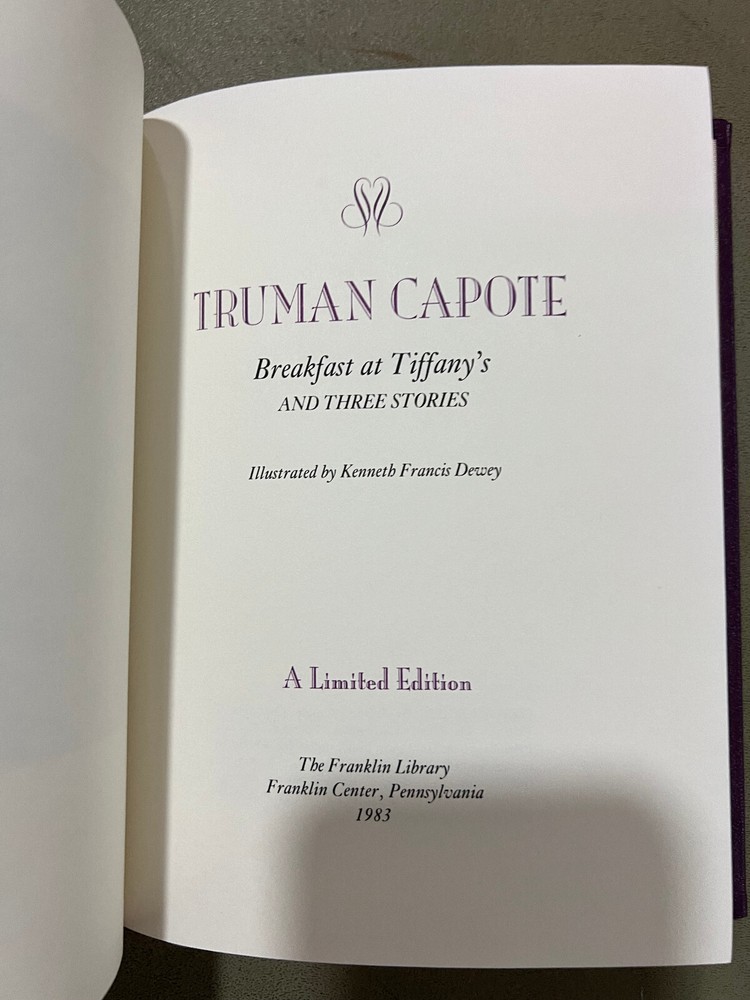 TRUMAN CAPOTE
Breakfast at Tiffany's
AND THREE STORIES
Illustrated by Kenneth Francis Dewey
A Limited Edition
The Franklin Library
Franklin Center, Pennsylvania
1983